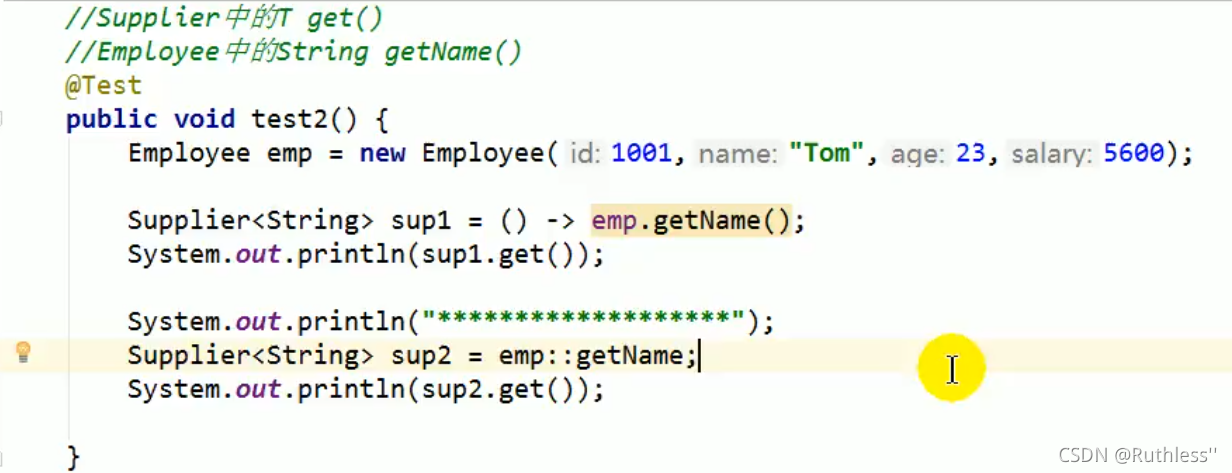 //Supplier中的T get()
//Employee中的String getName()
@Test
public void test2() {
Employee emp = new Employee( id: 1001, name: "Tom", age: 23, salary: 5600);
Supplier<String> sup1 = () -> emp.getName();
System.out.println(sup1.get());
System.out.println("*******************");
Supplier<String> sup2 = emp::getName;
System.out.println(sup2.get());
}
CSDN @Ruthless"